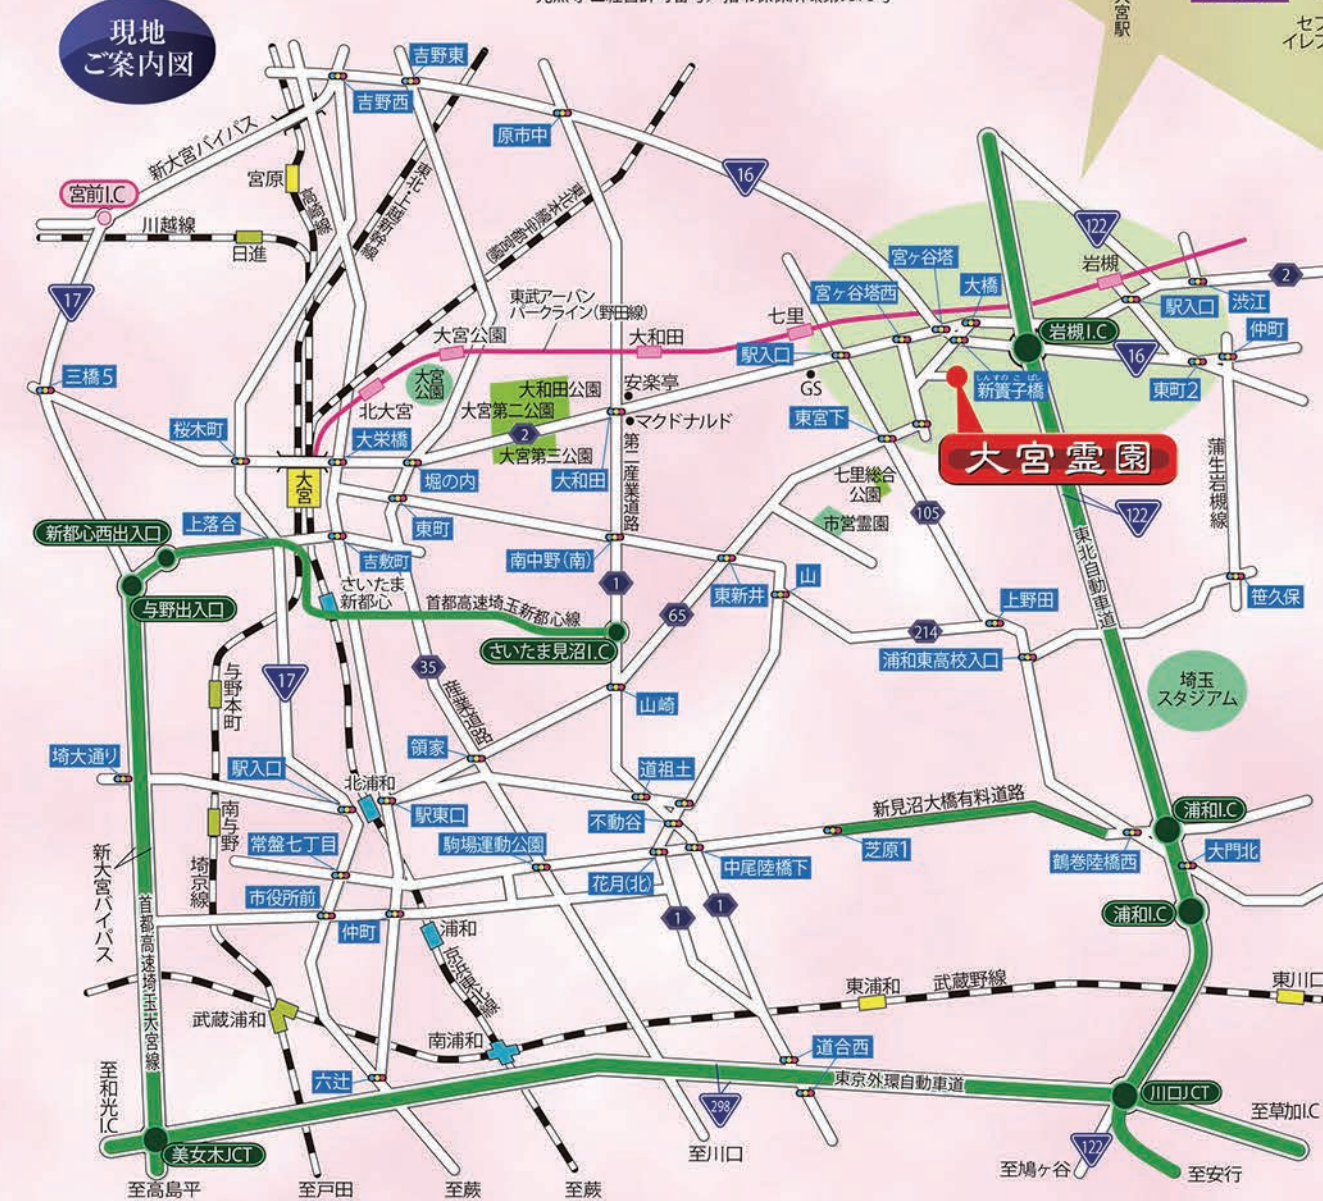 現地
ご案内図
大宮駅
吉野東
吉野西
原市中
16
新大宮バイパス
宮原
高崎線
東北・上越新幹線
東北本線(宇都宮線)
宮前I.C
川越線
日進
17
122
岩槻
宮ヶ谷塔
大橋
宮ヶ谷塔西
駅入口
渋江
2
仲町
東武アーバン
パークライン(野田線)
七里
大宮公園
大和田
駅入口
岩槻I.C
16
東町2
三橋5
大宮
公園
大和田公園
安楽亭
GS
しんすのこばし
新簀子橋
北大宮
大宮第二公園
マクドナルド
東宮下
桜木町
大栄橋
2
大宮第三公園
大宮霊園
大宮
堀の内
大和田
第二産業道路
七里総合
公園
蒲生岩槻線
新都心西出入口
上落合
東町
市営霊園
105
122
吉敷町
南中野(南)
東北自動車道
与野出入口
さいたま
新都心
首都高速埼玉新都心線
1
東新井
山
上野田
笹久保
65
さいたま見沼I.C
214
浦和東高校入口
17
35
与野本町
産業道路
山崎
埼玉
スタジアム
埼大通り
駅入口
領家
北浦和
道祖土
新見沼大橋有料道路
浦和I.C
南与野
駅東口
不動谷
新大宮バイパス
常盤七丁目
駒場運動公園
芝原1
鶴巻陸橋西
大門北
埼京線
市役所前
花月(北)
中尾陸橋下
首都高速埼玉大宮線
仲町
1
1
浦和I.C
浦和
京浜東北線
東浦和
武蔵野線
東川口
武蔵浦和
南浦和
道合西
至和光I.C
六辻
東京外環自動車道
川口JCT
298
至草加I.C
美女木JCT
122
至川口
至鳩ヶ谷
至安行
至高島平
至戸田
至蕨
至蕨